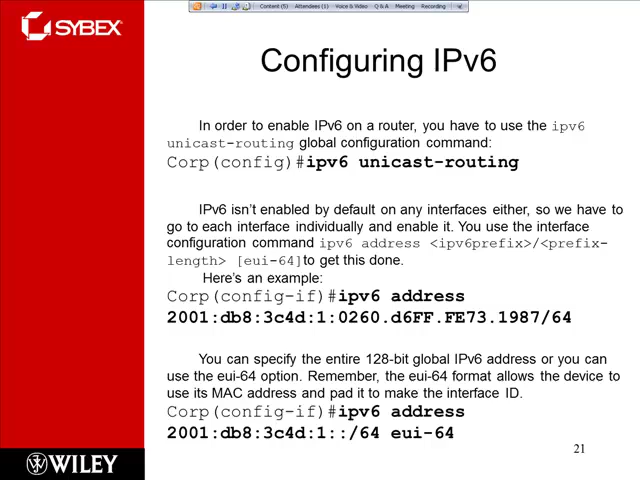 Content (5) Attendees (1) Voice & Video Q & A Meeting Recording
SYBEX
Configuring IPv6
In order to enable IPv6 on a router, you have to use the ipv6
unicast-routing global configuration command:
Corp(config)#ipv6 unicast-routing
IPv6 isn’t enabled by default on any interfaces either, so we have to
go to each interface individually and enable it. You use the interface
configuration command ipv6 address <ipv6prefix>/<prefix-
length> [eui-64]to get this done.
Here’s an example:
Corp(config-if)#ipv6 address
2001:db8:3c4d:1:0260.d6FF.FE73.1987/64
You can specify the entire 128-bit global IPv6 address or you can
use the eui-64 option. Remember, the eui-64 format allows the device to
use its MAC address and pad it to make the interface ID.
Corp(config-if)#ipv6 address
2001:db8:3c4d:1::/64 eui-64
21
WILEY